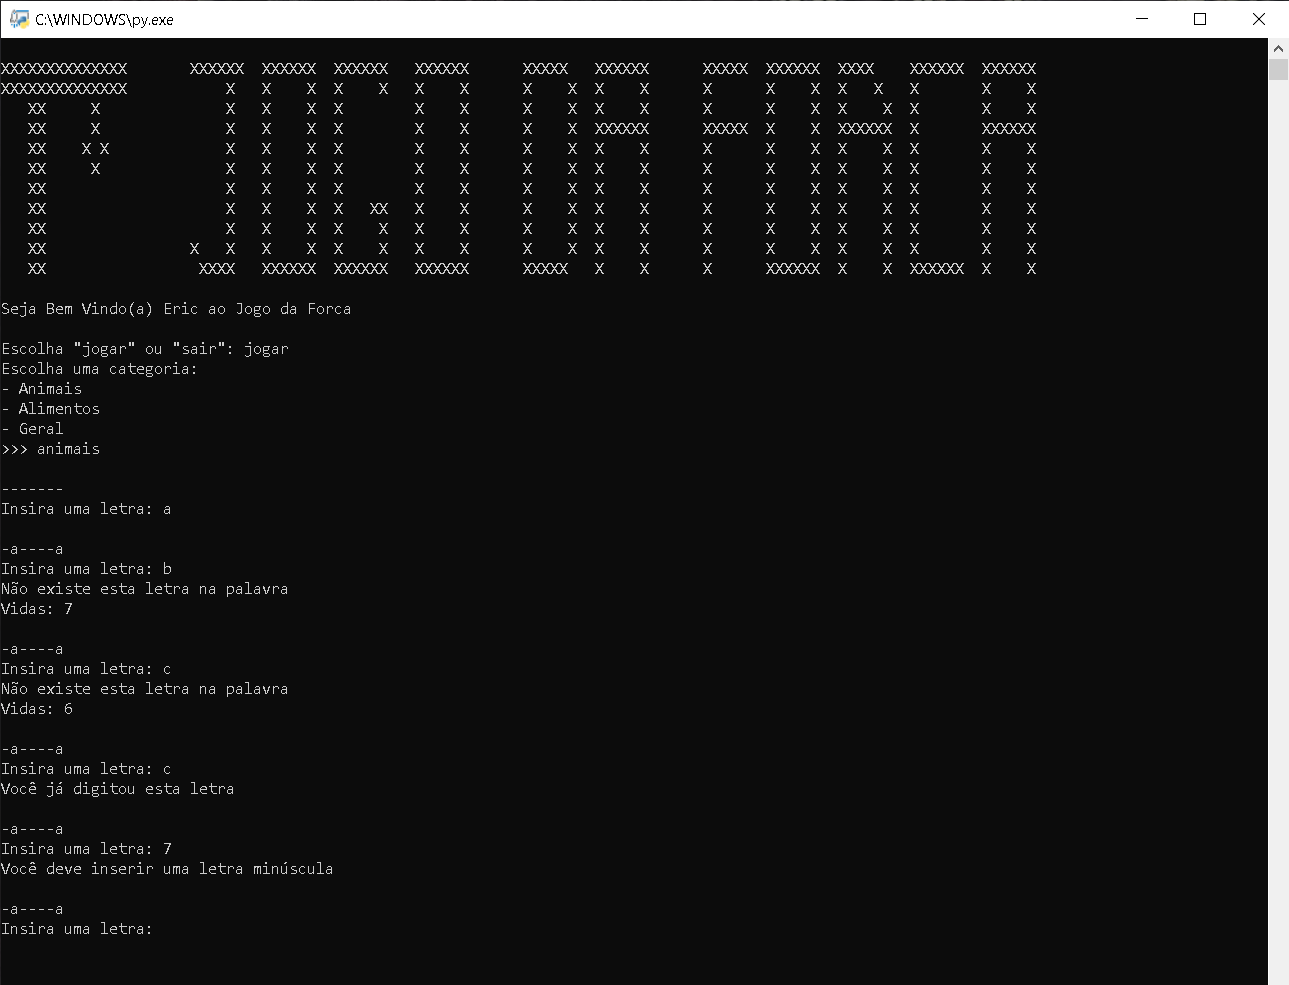 C:\WINDOWS\py.exe
JOGO DA FORCA
Seja Bem Vindo(a) Eric ao Jogo da Forca
Escolha "jogar" ou "sair": jogar
Escolha uma categoria:
- Animais
- Alimentos
- Geral
>>> animais
-------
Insira uma letra: a
-a----a
Insira uma letra: b
Não existe esta letra na palavra
Vidas: 7
-a----a
Insira uma letra: c
Não existe esta letra na palavra
Vidas: 6
-a----a
Insira uma letra: c
Você já digitou esta letra
-a----a
Insira uma letra: 7
Você deve inserir uma letra minúscula
-a----a
Insira uma letra: